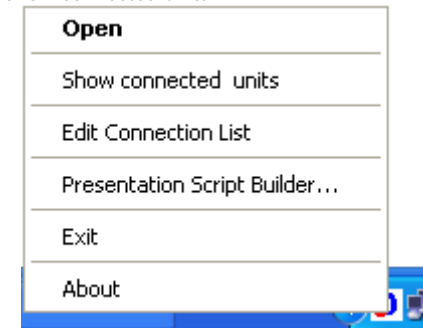 Open
Show connected units
Edit Connection List
Presentation Script Builder...
Exit
About